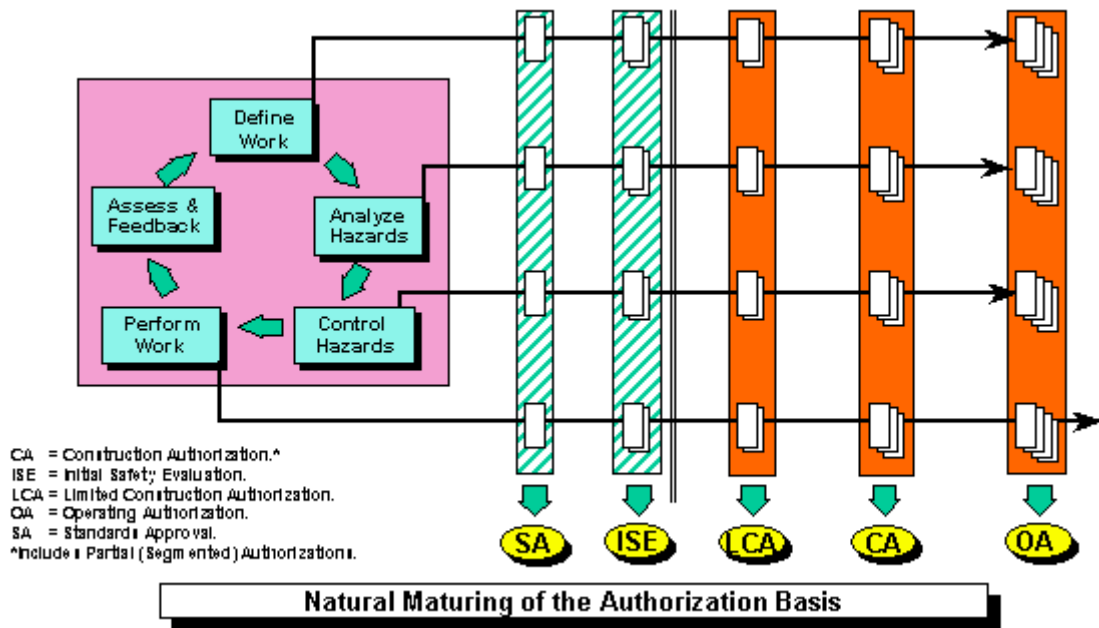 Define
Work
Assess &
Feedback
Analyze
Hazards
Perform
Work
Control
Hazards
CA = Construction Authorization.*
ISE = Initial Safety Evaluation.
LCA = Limited Construction Authorization.
OA = Operating Authorization.
SA = Standards Approval.
*Includes Partial (Segmented) Authorizations.
SA ISE LCA CA OA
Natural Maturing of the Authorization Basis